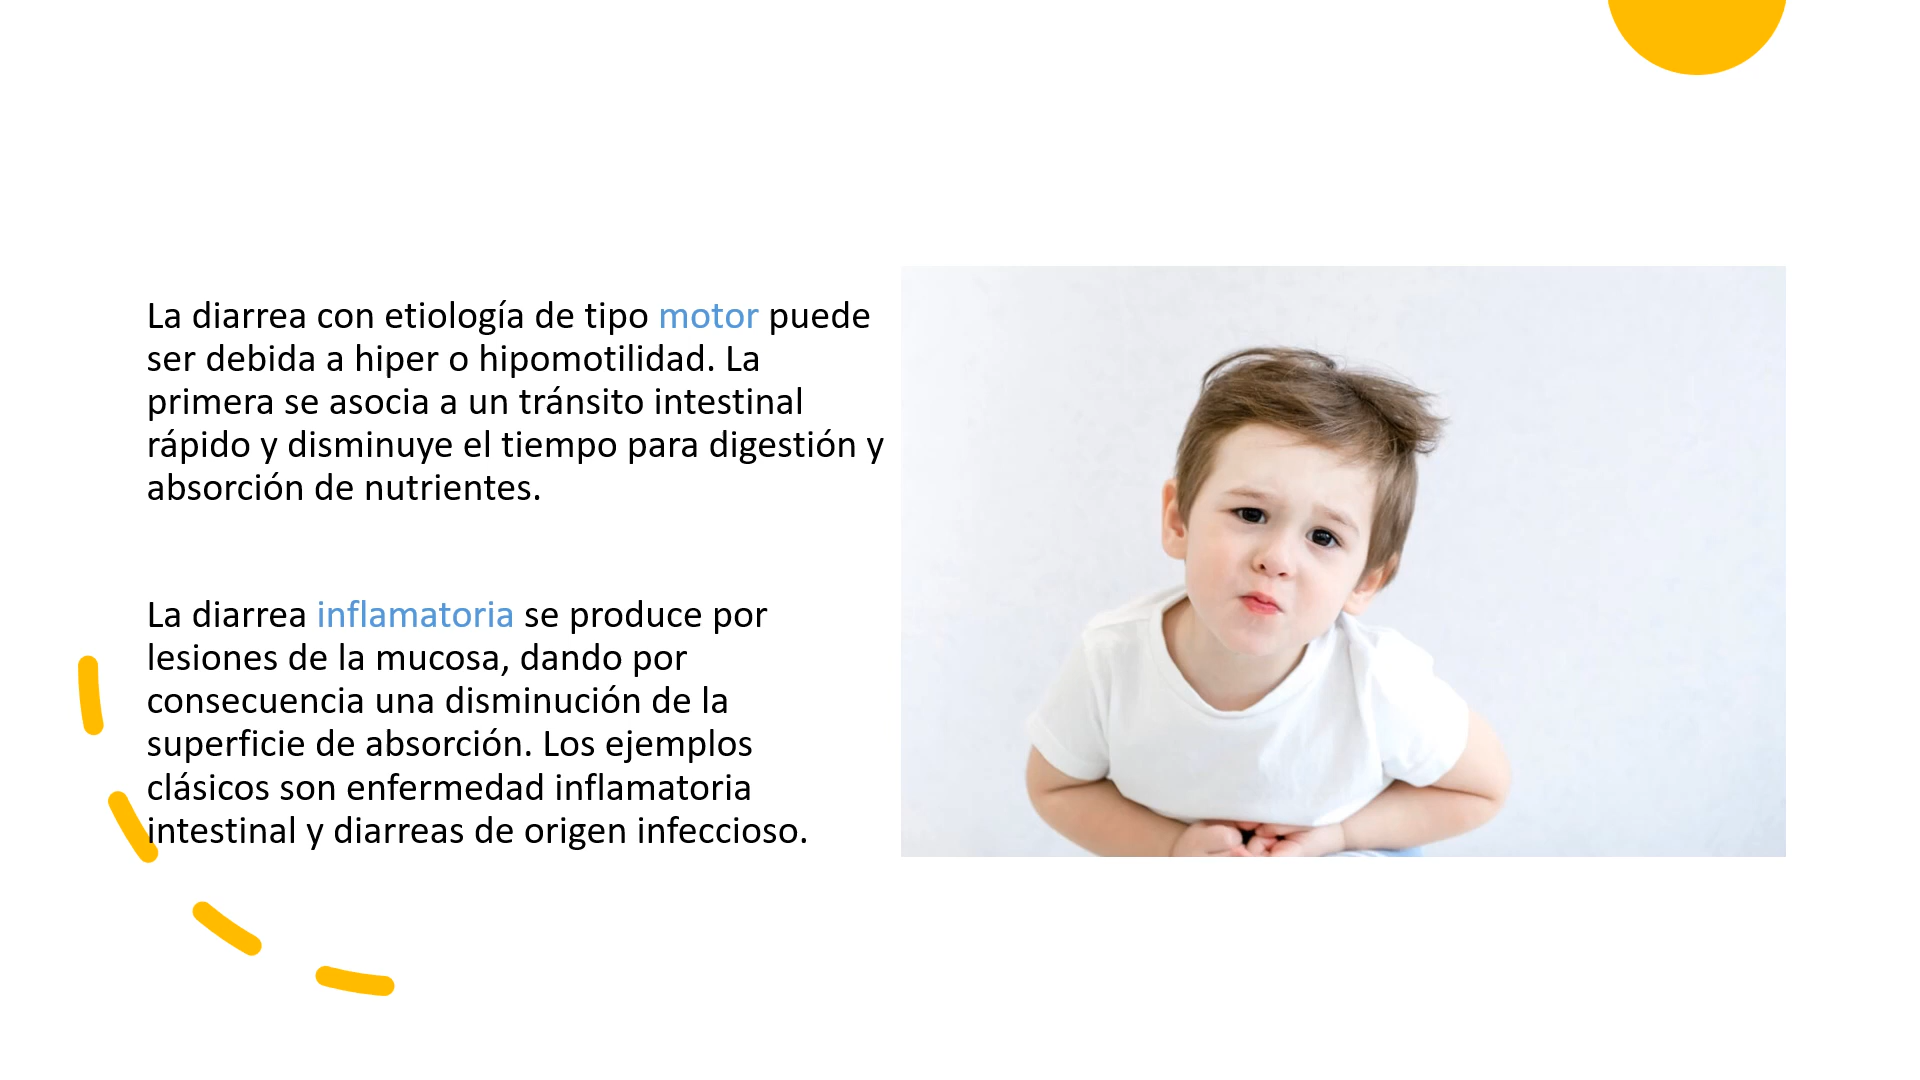 La diarrea con etiología de tipo motor puede
ser debida a hiper o hipomotilidad. La
primera se asocia a un tránsito intestinal
rápido y disminuye el tiempo para digestión y
absorción de nutrientes.
La diarrea inflamatoria se produce por
lesiones de la mucosa, dando por
consecuencia una disminución de la
superficie de absorción. Los ejemplos
clásicos son enfermedad inflamatoria
intestinal y diarreas de origen infeccioso.